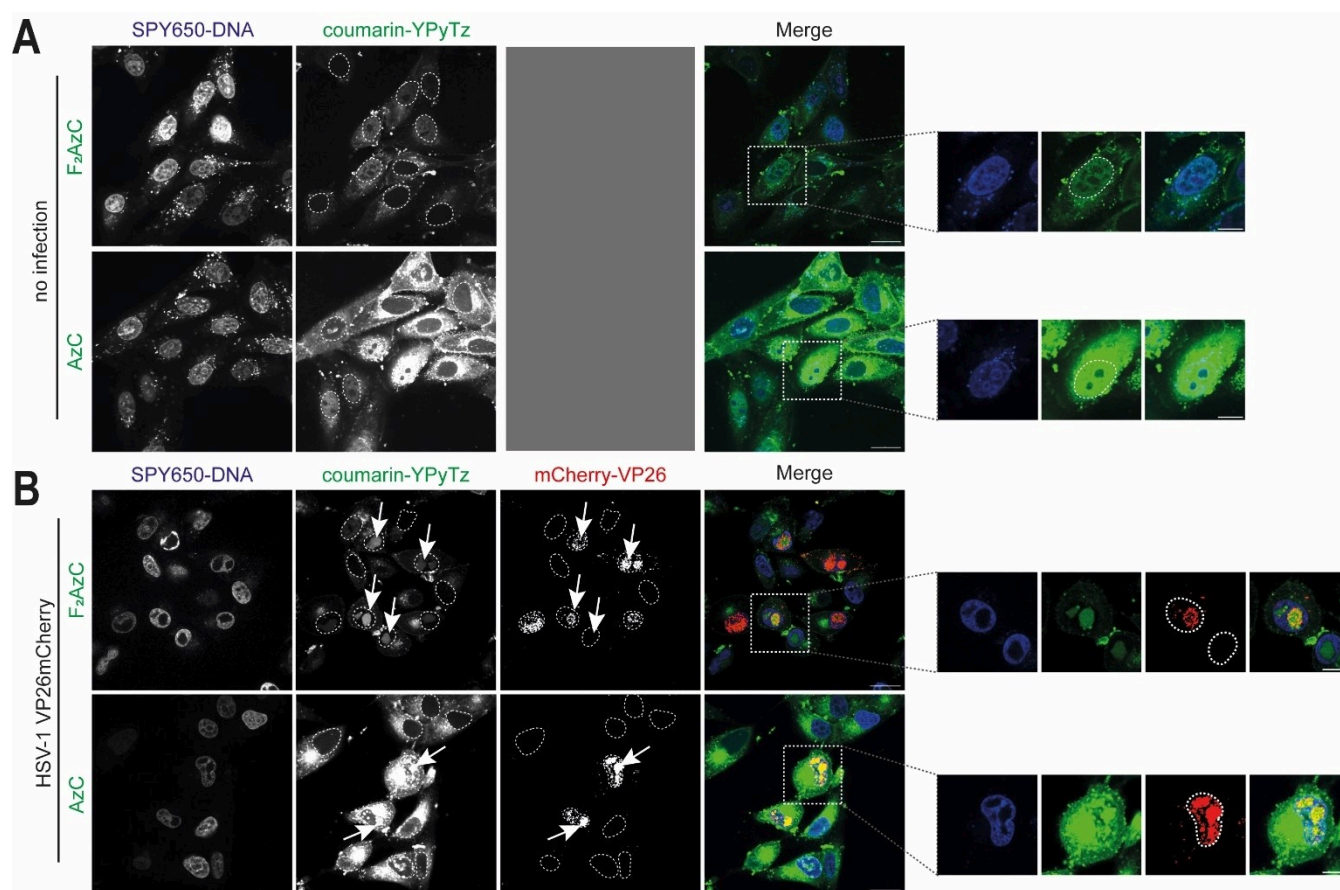 A
SPY650-DNA coumarin-YPyTz Merge
no infection
F₂AzC
AzC
B
SPY650-DNA coumarin-YPyTz mCherry-VP26 Merge
HSV-1 VP26mCherry
F₂AzC
AzC